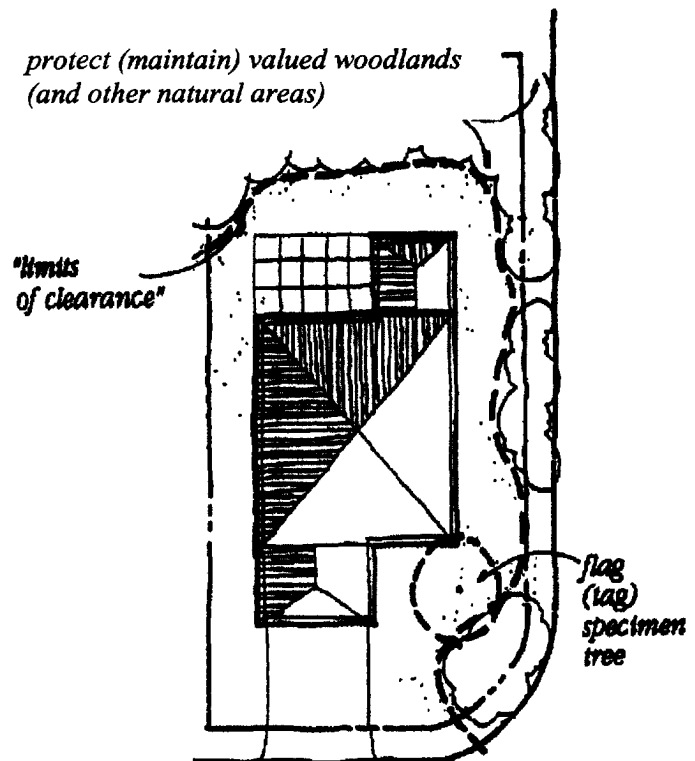 protect (maintain) valued woodlands
(and other natural areas)
"limits
of clearance"
flag
(tag)
specimen
tree